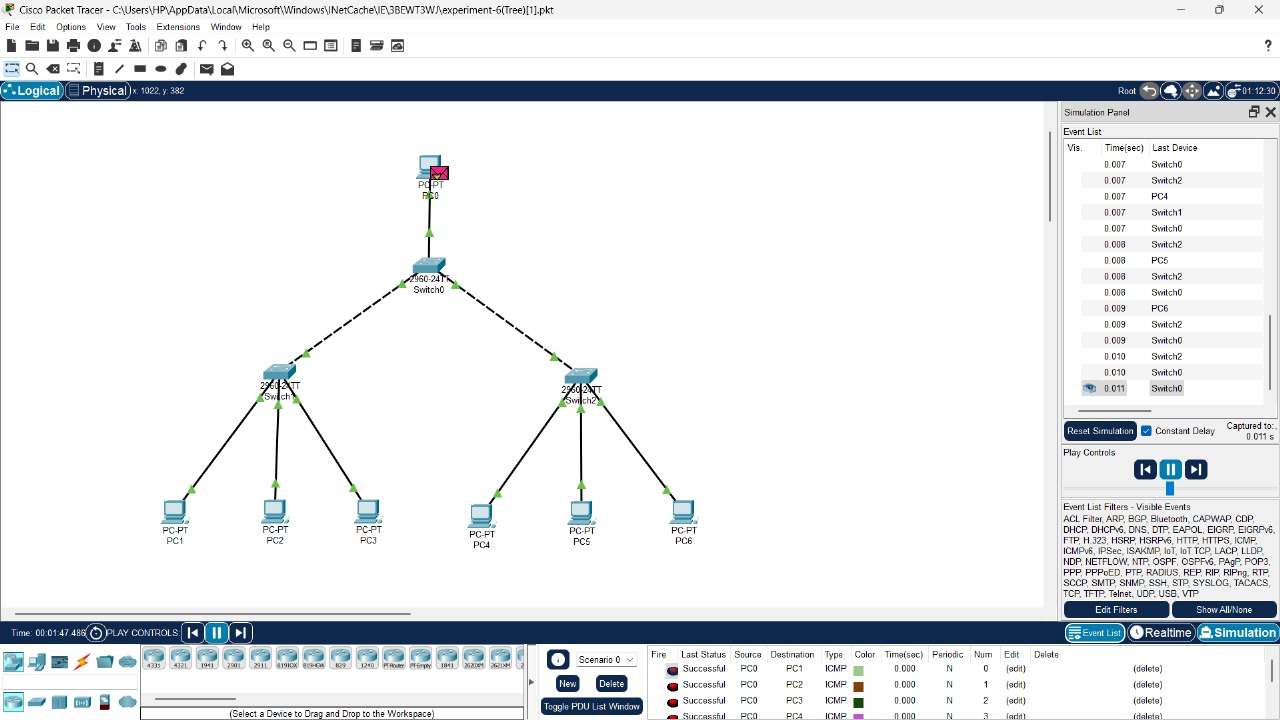 Cisco Packet Tracer - C:\Users\HP\AppData\Local\Microsoft\Windows\INetCache\IE\3BEWT3WJ\experiment-6(Tree)[1].pkt
File Edit Options View Tools Extensions Window Help
Logical Physical x: 1022, y: 382 Root 01:12:30
Simulation Panel
Event List
Vis. Time(sec) Last Device
0.007 Switch0
0.007 Switch2
0.007 PC4
0.007 Switch1
0.007 Switch0
0.008 Switch2
0.008 PC5
0.008 Switch2
0.008 Switch0
0.009 PC6
0.009 Switch2
0.009 Switch0
0.010 Switch2
0.010 Switch0
0.011 Switch0
Reset Simulation Constant Delay Captured to:
0.011 s
Play Controls
Event List Filters - Visible Events
ACL Filter, ARP, BGP, Bluetooth, CAPWAP, CDP,
DHCP, DHCPv6, DNS, DTP, EAPOL, EIGRP, EIGRPv6,
FTP, H.323, HSRP, HSRPv6, HTTP, HTTPS, ICMP,
ICMPv6, IPSec, ISAKMP, IoT, IoT TCP, LACP, LLDP,
NDP, NETFLOW, NTP, OSPF, OSPFv6, PAgP, POP3,
PPP, PPPoED, PTP, RADIUS, REP, RIP, RIPng, RTP,
SCCP, SMTP, SNMP, SSH, STP, SYSLOG, TACACS,
TCP, TFTP, Telnet, UDP, USB, VTP
Edit Filters Show All/None
Event List Realtime Simulation
PC-PT
PC0
2960-24TT
Switch0
2960-24TT
Switch1
2960-24TT
Switch2
PC-PT
PC1
PC-PT
PC2
PC-PT
PC3
PC-PT
PC4
PC-PT
PC5
PC-PT
PC6
Time: 00:01:47.486 PLAY CONTROLS:
4331 4321 1941 2901 2911 819IOX 819HGW 829 1240 PT-Router PT-Empty 1841 2620XM 2621XM
(Select a Device to Drag and Drop to the Workspace)
Scenario 0
New Delete
Toggle PDU List Window
Fire Last Status Source Destination Type Color Time(sec) Periodic Num Edit Delete
Successful PC0 PC1 ICMP 0.000 N 0 (edit) (delete)
Successful PC0 PC2 ICMP 0.000 N 1 (edit) (delete)
Successful PC0 PC3 ICMP 0.000 N 2 (edit) (delete)
Successful PC0 PC4 ICMP 0.000 N 3 (edit) (delete)